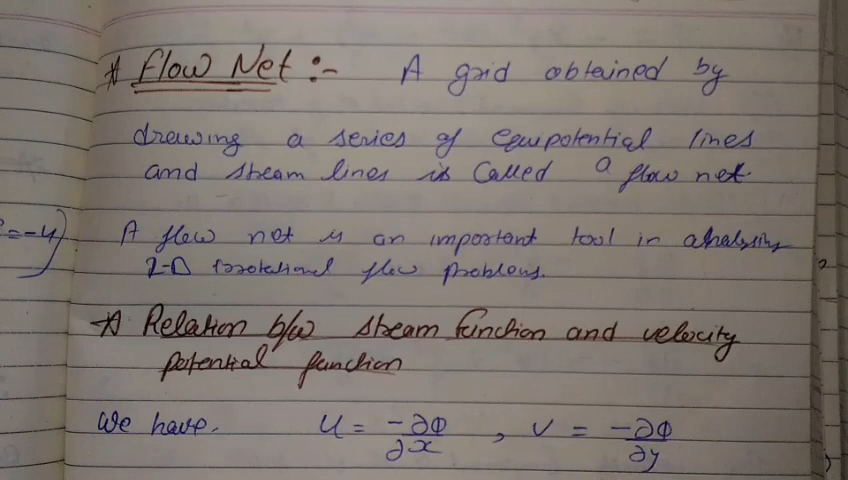 * Flow Net :- A grid obtained by
drawing a series of equipotential lines
and stream lines is called a flow net.
A flow net is an important tool in analysing
2-D irrotational flow problems.
* Relation b/w stream function and velocity
potential function
We have, u = -∂Φ/∂x , v = -∂Φ/∂y
= -4)